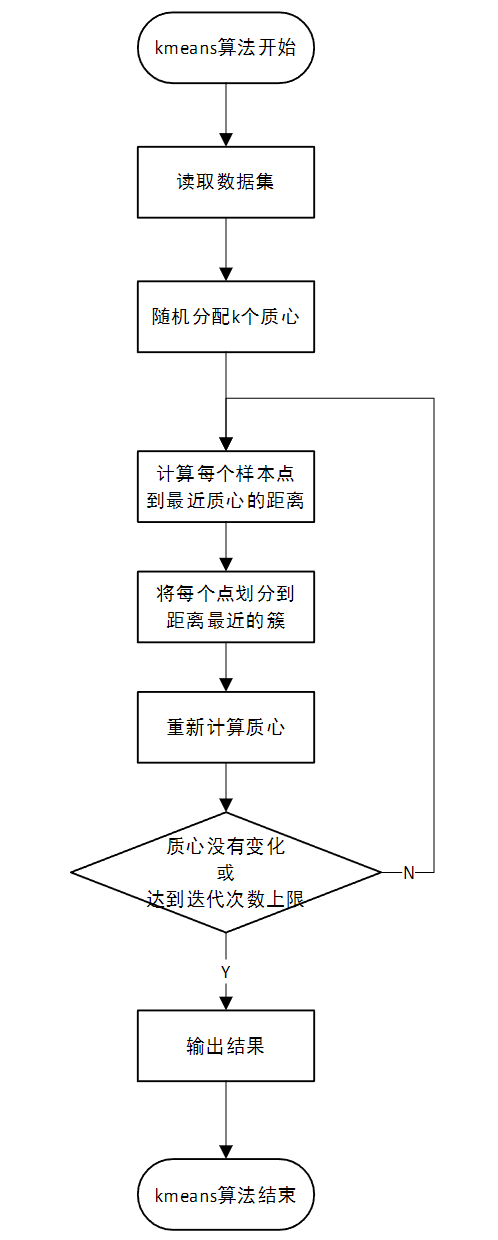 kmeans算法开始
读取数据集
随机分配k个质心
计算每个样本点
到最近质心的距离
将每个点划分到
距离最近的簇
重新计算质心
质心没有变化
或
达到迭代次数上限
N
Y
输出结果
kmeans算法结束